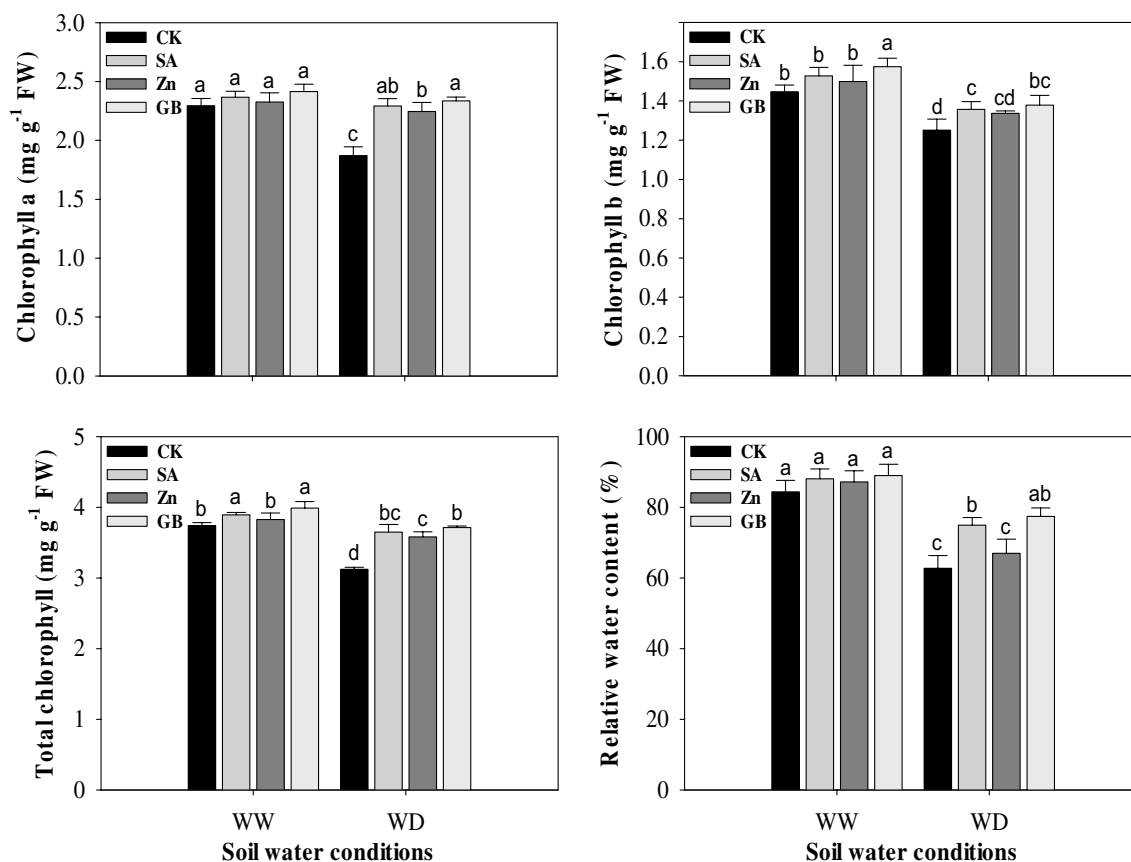 Chlorophyll a (mg g-1 FW)
3.0
2.5
2.0
1.5
1.0
0.5
0.0
CK
SA
Zn
GB
a a a a
c ab b a
Chlorophyll b (mg g-1 FW)
1.6
1.4
1.2
1.0
0.8
0.6
0.4
0.2
0.0
CK
SA
Zn
GB
b b b a
d c cd bc
Total chlorophyll (mg g-1 FW)
5
4
3
2
1
0
CK
SA
Zn
GB
b a b a
d bc c b
WW WD
Soil water conditions
Relative water content (%)
100
80
60
40
20
0
CK
SA
Zn
GB
a a a a
c b c ab
WW WD
Soil water conditions